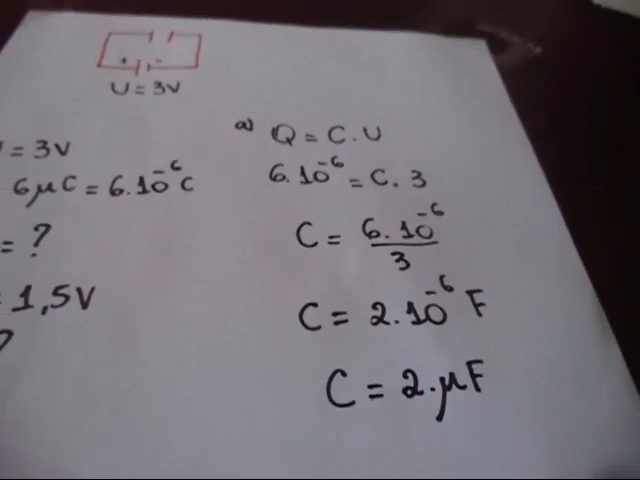 + -
U = 3V
= 3V
6μC = 6.10⁻⁶C
= ?
= 1,5V
?
a) Q = C.U
6.10⁻⁶ = C.3
C = 6.10⁻⁶
3
C = 2.10⁻⁶ F
C = 2.μF